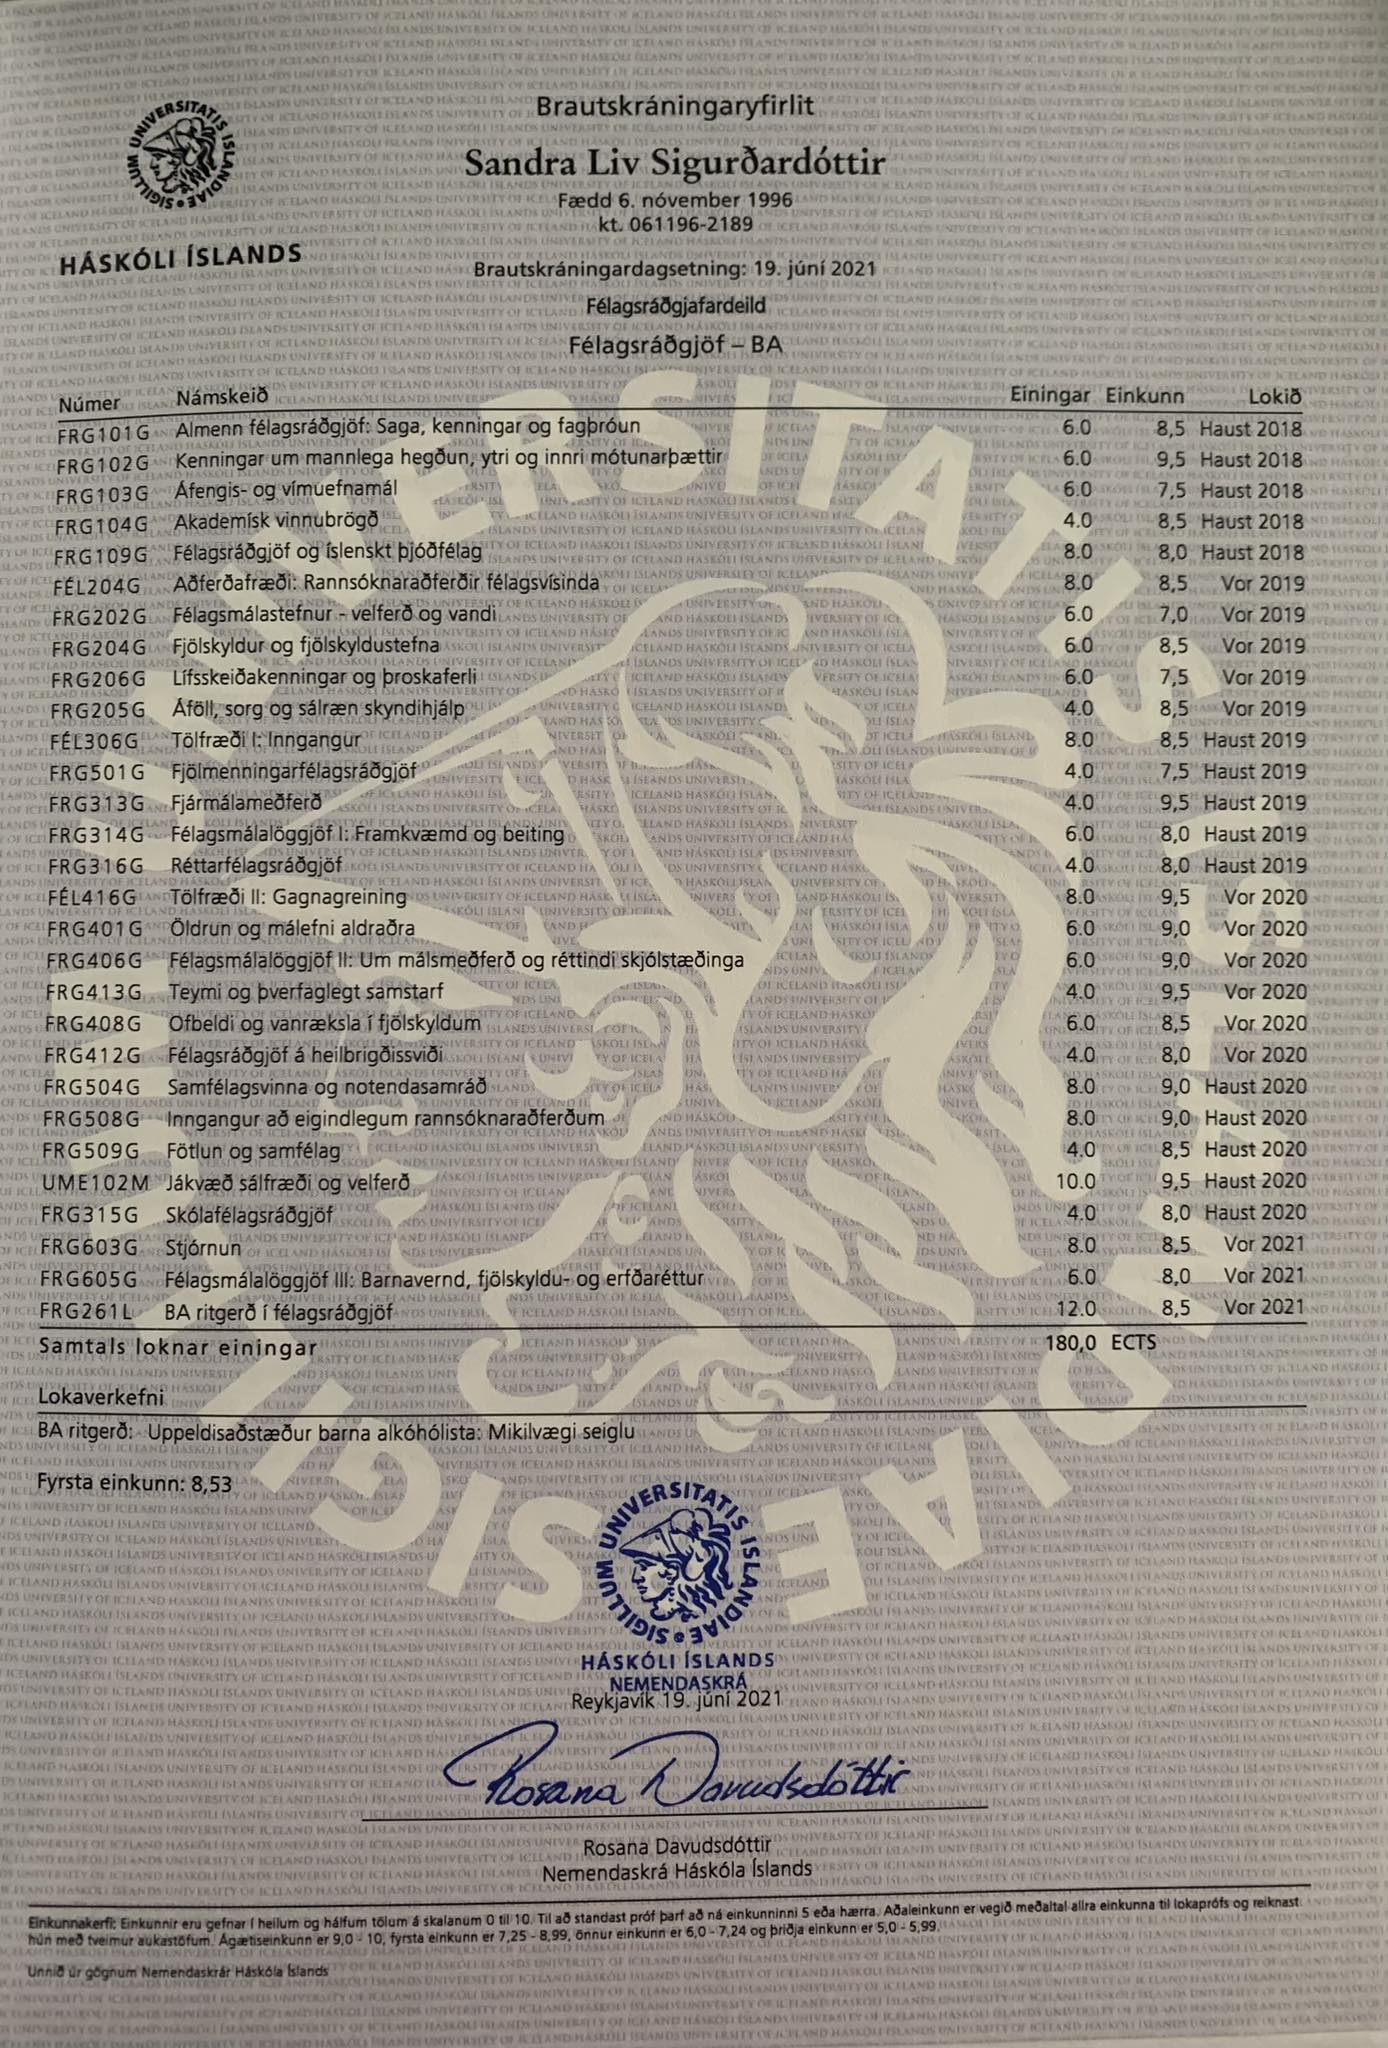 Brautskráningaryfirlit
Sandra Liv Sigurðardóttir
Fædd 6. nóvember 1996
kt. 061196-2189
SIGILLUM UNIVERSITATIS ISLANDIAE
HÁSKÓLI ÍSLANDS
Brautskráningardagsetning: 19. júní 2021
Félagsráðgjafardeild
Félagsráðgjöf – BA
Númer Námskeið Einingar Einkunn Lokið
FRG101G Almenn félagsráðgjöf: Saga, kenningar og fagþróun 6.0 8,5 Haust 2018
FRG102G Kenningar um mannlega hegðun, ytri og innri mótunarþættir 6.0 9,5 Haust 2018
FRG103G Áfengis- og vímuefnamál 6.0 7,5 Haust 2018
FRG104G Akademísk vinnubrögð 4.0 8,5 Haust 2018
FRG109G Félagsráðgjöf og íslenskt þjóðfélag 8.0 8,0 Haust 2018
FÉL204G Aðferðafræði: Rannsóknaraðferðir félagsvísinda 8.0 8,5 Vor 2019
FRG202G Félagsmálastefnur - velferð og vandi 6.0 7,0 Vor 2019
FRG204G Fjölskyldur og fjölskyldustefna 6.0 8,5 Vor 2019
FRG206G Lífsskeiðakenningar og þroskaferli 6.0 7,5 Vor 2019
FRG205G Áföll, sorg og sálræn skyndihjálp 4.0 8,5 Vor 2019
FÉL306G Tölfræði I: Inngangur 8.0 8,5 Haust 2019
FRG501G Fjölmenningarfélagsráðgjöf 4.0 7,5 Haust 2019
FRG313G Fjármálameðferð 4.0 9,5 Haust 2019
FRG314G Félagsmálalöggjöf I: Framkvæmd og beiting 6.0 8,0 Haust 2019
FRG316G Réttarfélagsráðgjöf 4.0 8,0 Haust 2019
FÉL416G Tölfræði II: Gagnagreining 8.0 9,5 Vor 2020
FRG401G Öldrun og málefni aldraðra 6.0 9,0 Vor 2020
FRG406G Félagsmálalöggjöf II: Um málsmeðferð og réttindi skjólstæðinga 6.0 9,0 Vor 2020
FRG413G Teymi og þverfaglegt samstarf 4.0 9,5 Vor 2020
FRG408G Ofbeldi og vanræksla í fjölskyldum 6.0 8,5 Vor 2020
FRG412G Félagsráðgjöf á heilbrigðissviði 4.0 8,0 Vor 2020
FRG504G Samfélagsvinna og notendasamráð 8.0 9,0 Haust 2020
FRG508G Inngangur að eigindlegum rannsóknaraðferðum 8.0 9,0 Haust 2020
FRG509G Fötlun og samfélag 4.0 8,5 Haust 2020
UME102M Jákvæð sálfræði og velferð 10.0 9,5 Haust 2020
FRG315G Skólafélagsráðgjöf 4.0 8,0 Haust 2020
FRG603G Stjórnun 8.0 8,5 Vor 2021
FRG605G Félagsmálalöggjöf III: Barnavernd, fjölskyldu- og erfðaréttur 6.0 8,0 Vor 2021
FRG261L BA ritgerð í félagsráðgjöf 12.0 8,5 Vor 2021
Samtals loknar einingar 180,0 ECTS
Lokaverkefni
BA ritgerð: Uppeldisaðstæður barna alkóhólista: Mikilvægi seiglu
Fyrsta einkunn: 8,53
SIGILLUM UNIVERSITATIS ISLANDIAE
HÁSKÓLI ÍSLANDS
NEMENDASKRÁ
Reykjavík 19. júní 2021
Rosana Davudsdóttir
Rosana Davudsdóttir
Nemendaskrá Háskóla Íslands
Einkunnakerfi: Einkunnir eru gefnar í heilum og hálfum tölum á skalanum 0 til 10. Til að standast próf þarf að ná einkunninni 5 eða hærra. Aðaleinkunn er vegið meðaltal allra einkunna til lokaprófs og reiknast
hún með tveimur aukastöfum. Ágætiseinkunn er 9,0 - 10, fyrsta einkunn er 7,25 - 8,99, önnur einkunn er 6,0 - 7,24 og þriðja einkunn er 5,0 - 5,99.
Unnið úr gögnum Nemendaskrár Háskóla Íslands